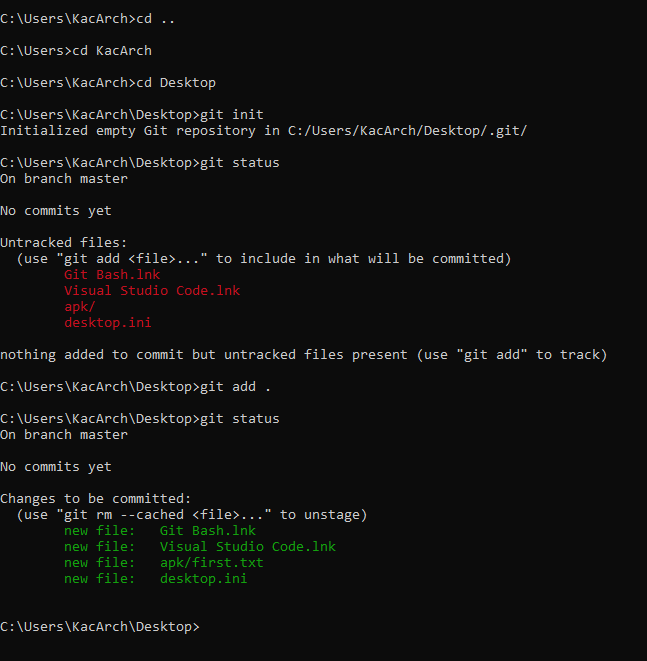 C:\Users\KacArch>cd ..
C:\Users>cd KacArch
C:\Users\KacArch>cd Desktop
C:\Users\KacArch\Desktop>git init
Initialized empty Git repository in C:/Users/KacArch/Desktop/.git/
C:\Users\KacArch\Desktop>git status
On branch master
No commits yet
Untracked files:
  (use "git add <file>..." to include in what will be committed)
        Git Bash.lnk
        Visual Studio Code.lnk
        apk/
        desktop.ini
nothing added to commit but untracked files present (use "git add" to track)
C:\Users\KacArch\Desktop>git add .
C:\Users\KacArch\Desktop>git status
On branch master
No commits yet
Changes to be committed:
  (use "git rm --cached <file>..." to unstage)
        new file:   Git Bash.lnk
        new file:   Visual Studio Code.lnk
        new file:   apk/first.txt
        new file:   desktop.ini
C:\Users\KacArch\Desktop>